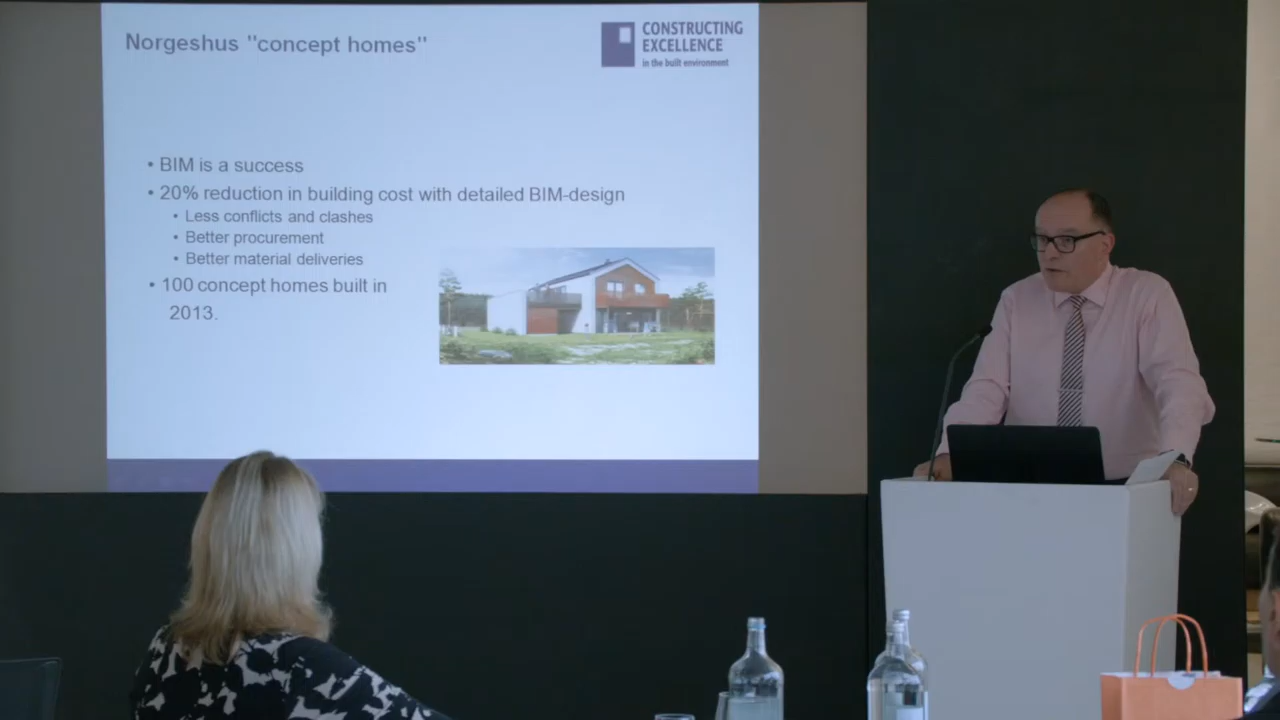 Norgeshus "concept homes"
CONSTRUCTING
EXCELLENCE
in the built environment
• BIM is a success
• 20% reduction in building cost with detailed BIM-design
• Less conflicts and clashes
• Better procurement
• Better material deliveries
• 100 concept homes built in
2013.